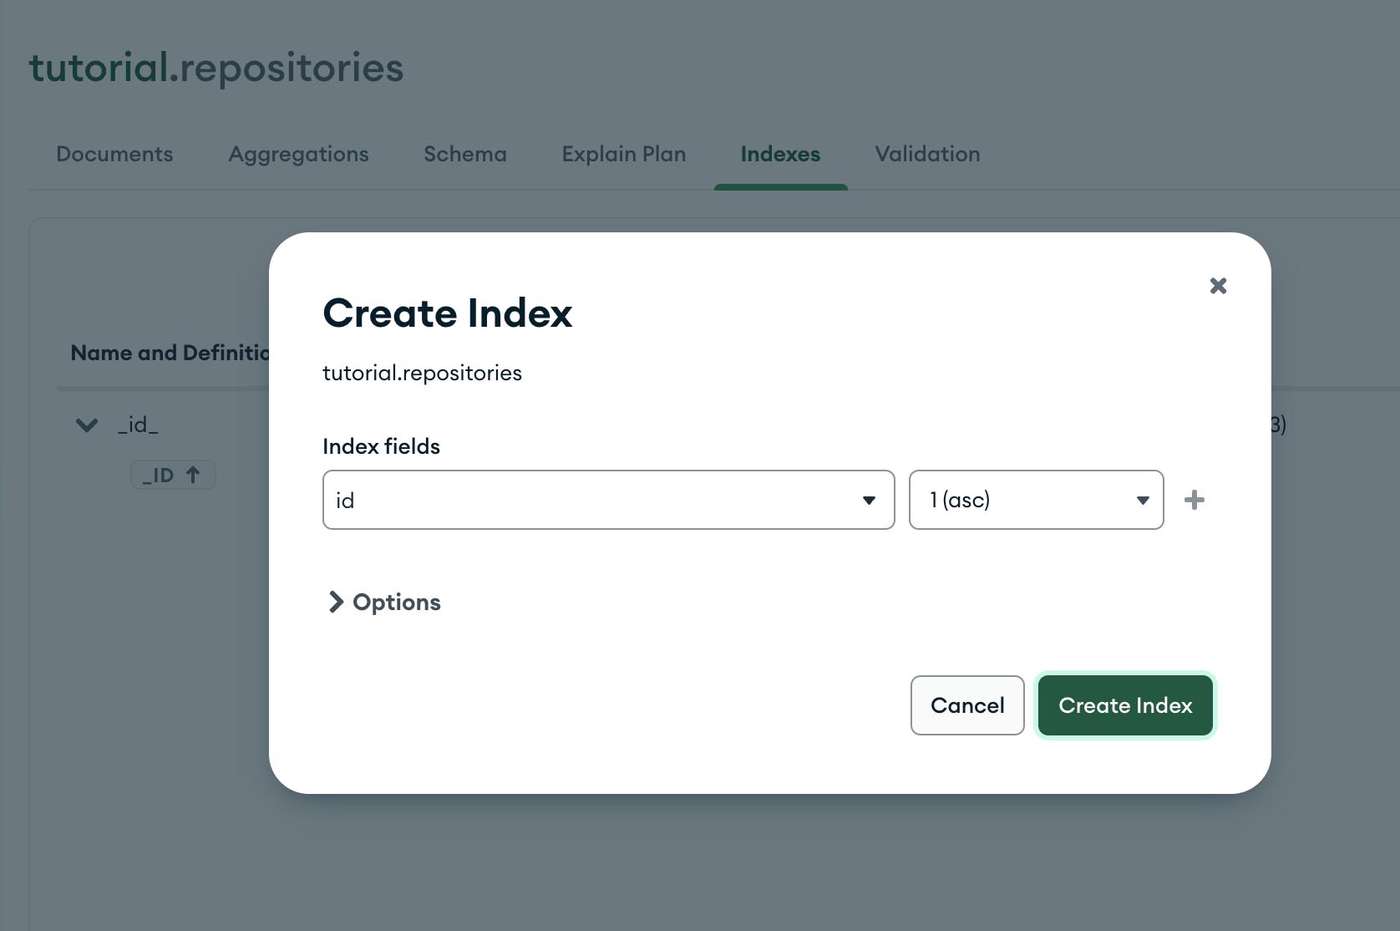 tutorial.repositories
Documents Aggregations Schema Explain Plan Indexes Validation
Create Index
tutorial.repositories
Name and Definitio
_id_
3)
_ID ↑
Index fields
id
1 (asc)
Options
Cancel
Create Index